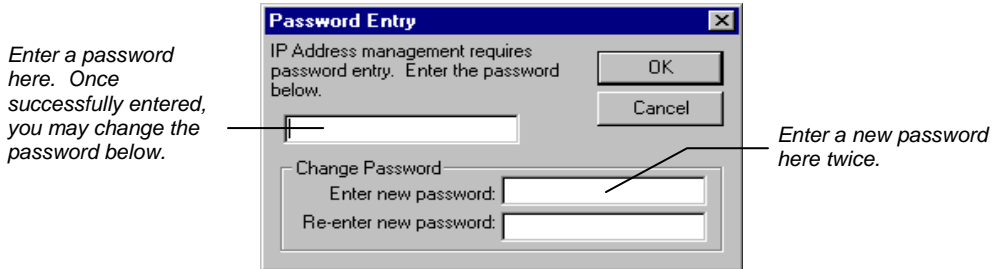 Password Entry
Enter a password
here.  Once
successfully entered,
you may change the
password below.
IP Address management requires
password entry.  Enter the password
below.
OK
Cancel
Enter a new password
here twice.
Change Password
Enter new password:
Re-enter new password: